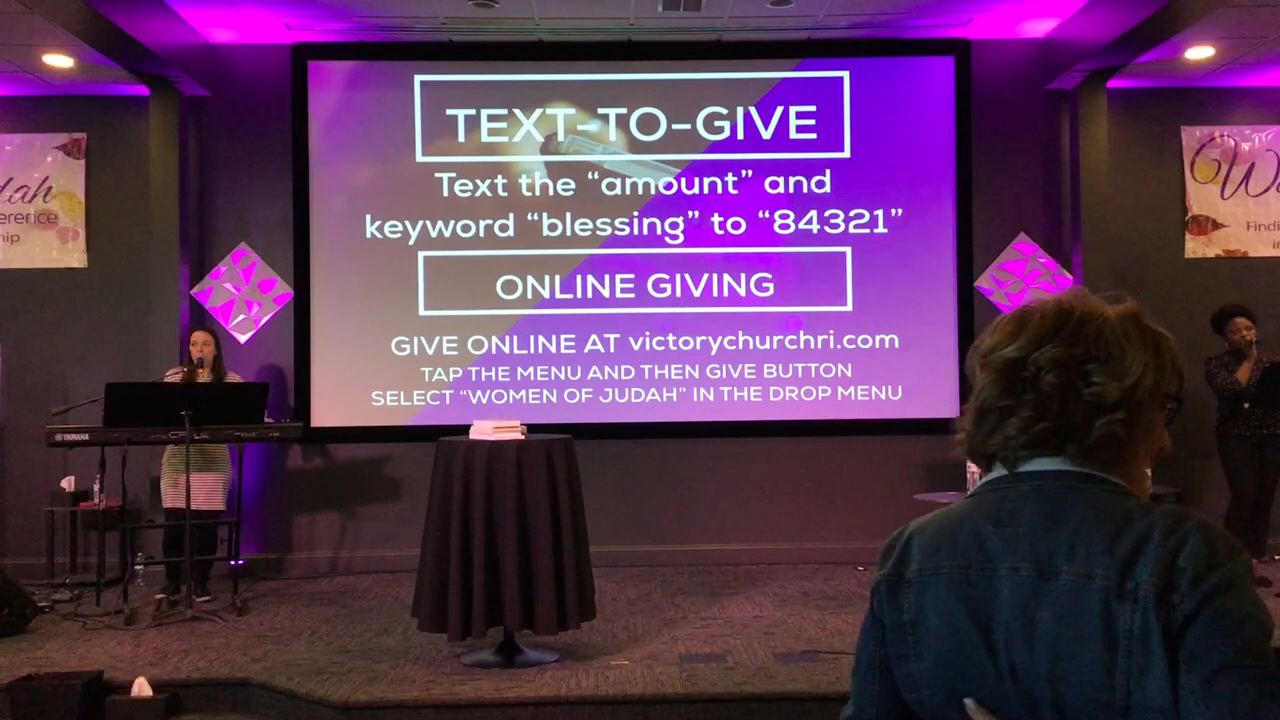 TEXT-TO-GIVE
Text the “amount” and
keyword “blessing” to “84321”
ONLINE GIVING
GIVE ONLINE AT victorychurchri.com
TAP THE MENU AND THEN GIVE BUTTON
SELECT “WOMEN OF JUDAH” IN THE DROP MENU
YAMAHA